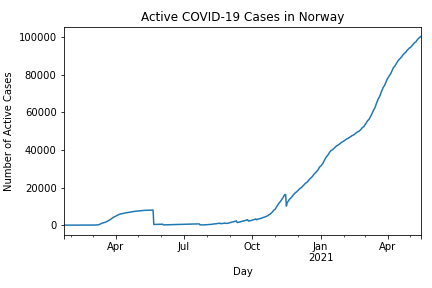 Active COVID-19 Cases in Norway
Number of Active Cases
100000
80000
60000
40000
20000
0
Apr Jul Oct Jan Apr
2021
Day